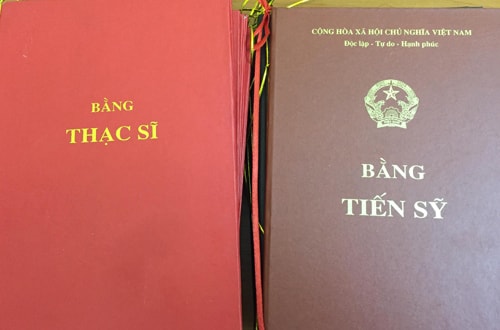 BẰNG
THẠC SĨ
CỘNG HÒA XÃ HỘI CHỦ NGHĨA VIỆT NAM
Độc lập - Tự do - Hạnh phúc
BẰNG
TIẾN SỸ